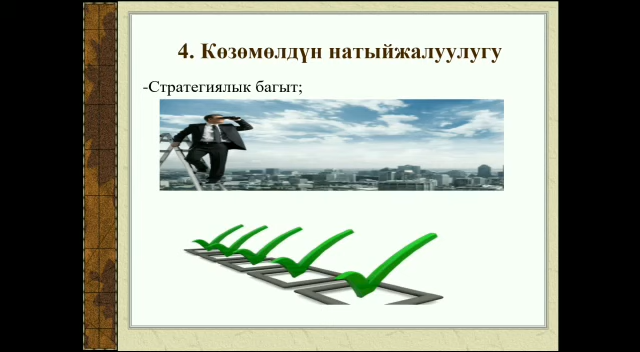 4. Көзөмөлдүн натыйжалуулугу
-Стратегиялык багыт;